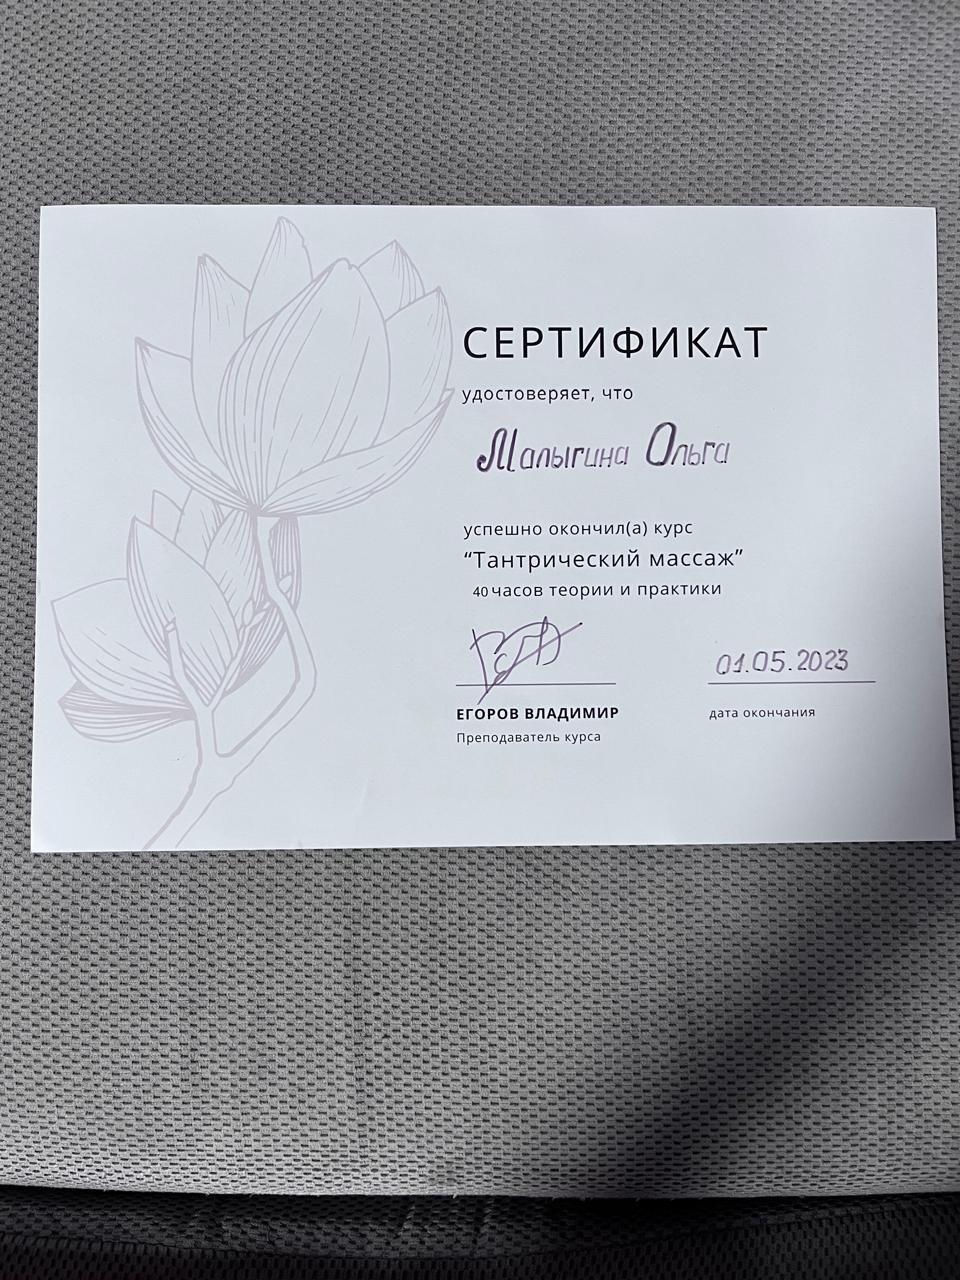 СЕРТИФИКАТ
удостоверяет, что
Малыгина Ольга
успешно окончил(а) курс
“Тантрический массаж”
40 часов теории и практики
01.05.2023
ЕГОРОВ ВЛАДИМИР
дата окончания
Преподаватель курса